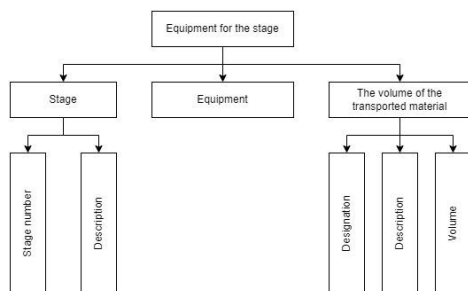 Equipment for the stage
Stage
Equipment
The volume of the
transported material
Stage number
Description
Designation
Description
Volume